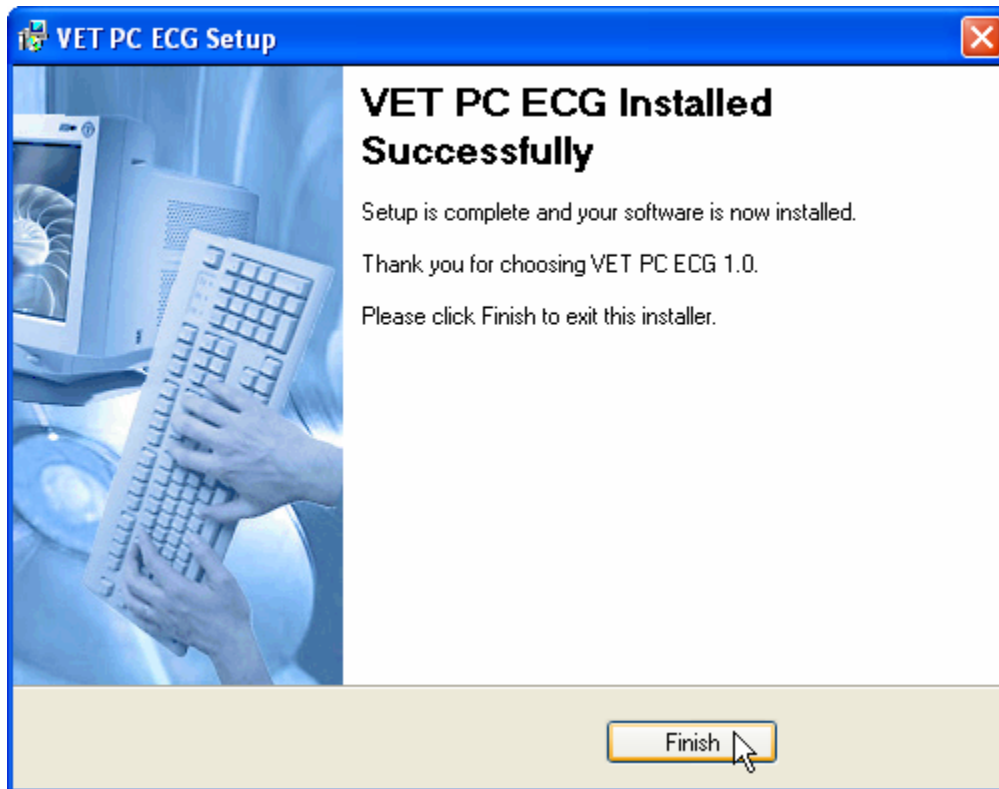 VET PC ECG Setup
VET PC ECG Installed
Successfully
Setup is complete and your software is now installed.
Thank you for choosing VET PC ECG 1.0.
Please click Finish to exit this installer.
Finish